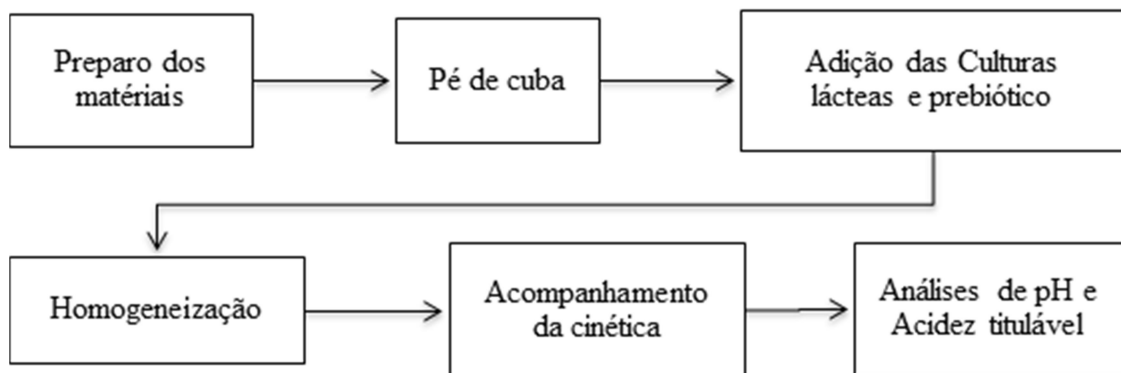 Preparo dos
matériais
Pé de cuba
Adição das Culturas
lácteas e prebiótico
Homogeneização
Acompanhamento
da cinética
Análises de pH e
Acidez titulável